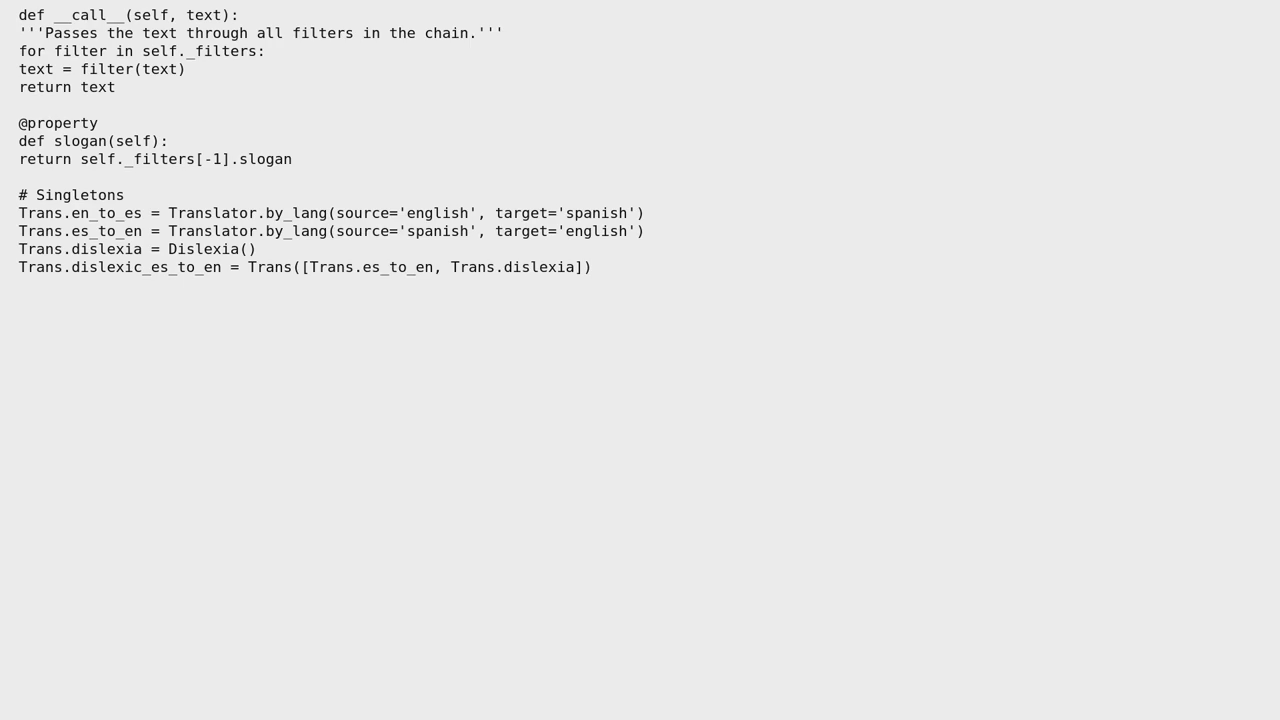 def __call__(self, text):
'''Passes the text through all filters in the chain.'''
for filter in self._filters:
text = filter(text)
return text

@property
def slogan(self):
return self._filters[-1].slogan

# Singletons
Trans.en_to_es = Translator.by_lang(source='english', target='spanish')
Trans.es_to_en = Translator.by_lang(source='spanish', target='english')
Trans.dislexia = Dislexia()
Trans.dislexic_es_to_en = Trans([Trans.es_to_en, Trans.dislexia])